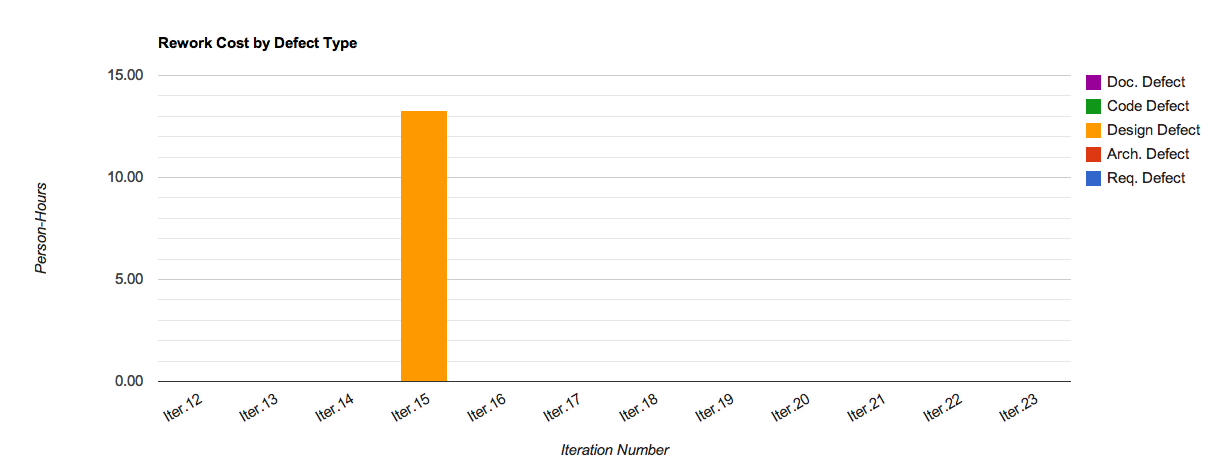 Rework Cost by Defect Type
15.00
10.00
5.00
0.00
Person-Hours
Iter.12
Iter.13
Iter.14
Iter.15
Iter.16
Iter.17
Iter.18
Iter.19
Iter.20
Iter.21
Iter.22
Iter.23
Iteration Number
Doc. Defect
Code Defect
Design Defect
Arch. Defect
Req. Defect